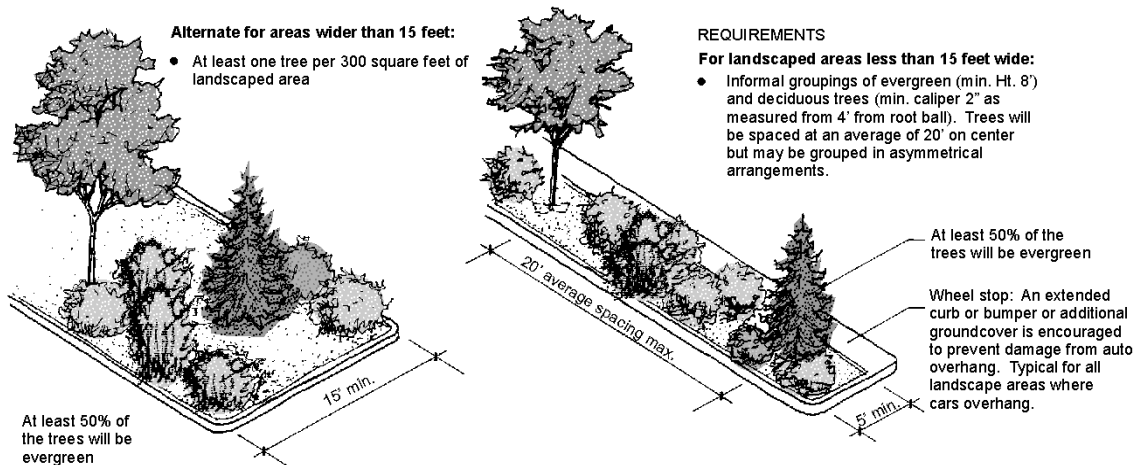 Alternate for areas wider than 15 feet:
• At least one tree per 300 square feet of
landscaped area
15' min.
At least 50% of
the trees will be
evergreen
REQUIREMENTS
For landscaped areas less than 15 feet wide:
• Informal groupings of evergreen (min. Ht. 8')
and deciduous trees (min. caliper 2" as
measured from 4' from root ball). Trees will
be spaced at an average of 20' on center
but may be grouped in asymmetrical
arrangements.
20' average spacing max.
At least 50% of the
trees will be evergreen
Wheel stop: An extended
curb or bumper or additional
groundcover is encouraged
to prevent damage from auto
overhang. Typical for all
landscape areas where
cars overhang.
5' min.